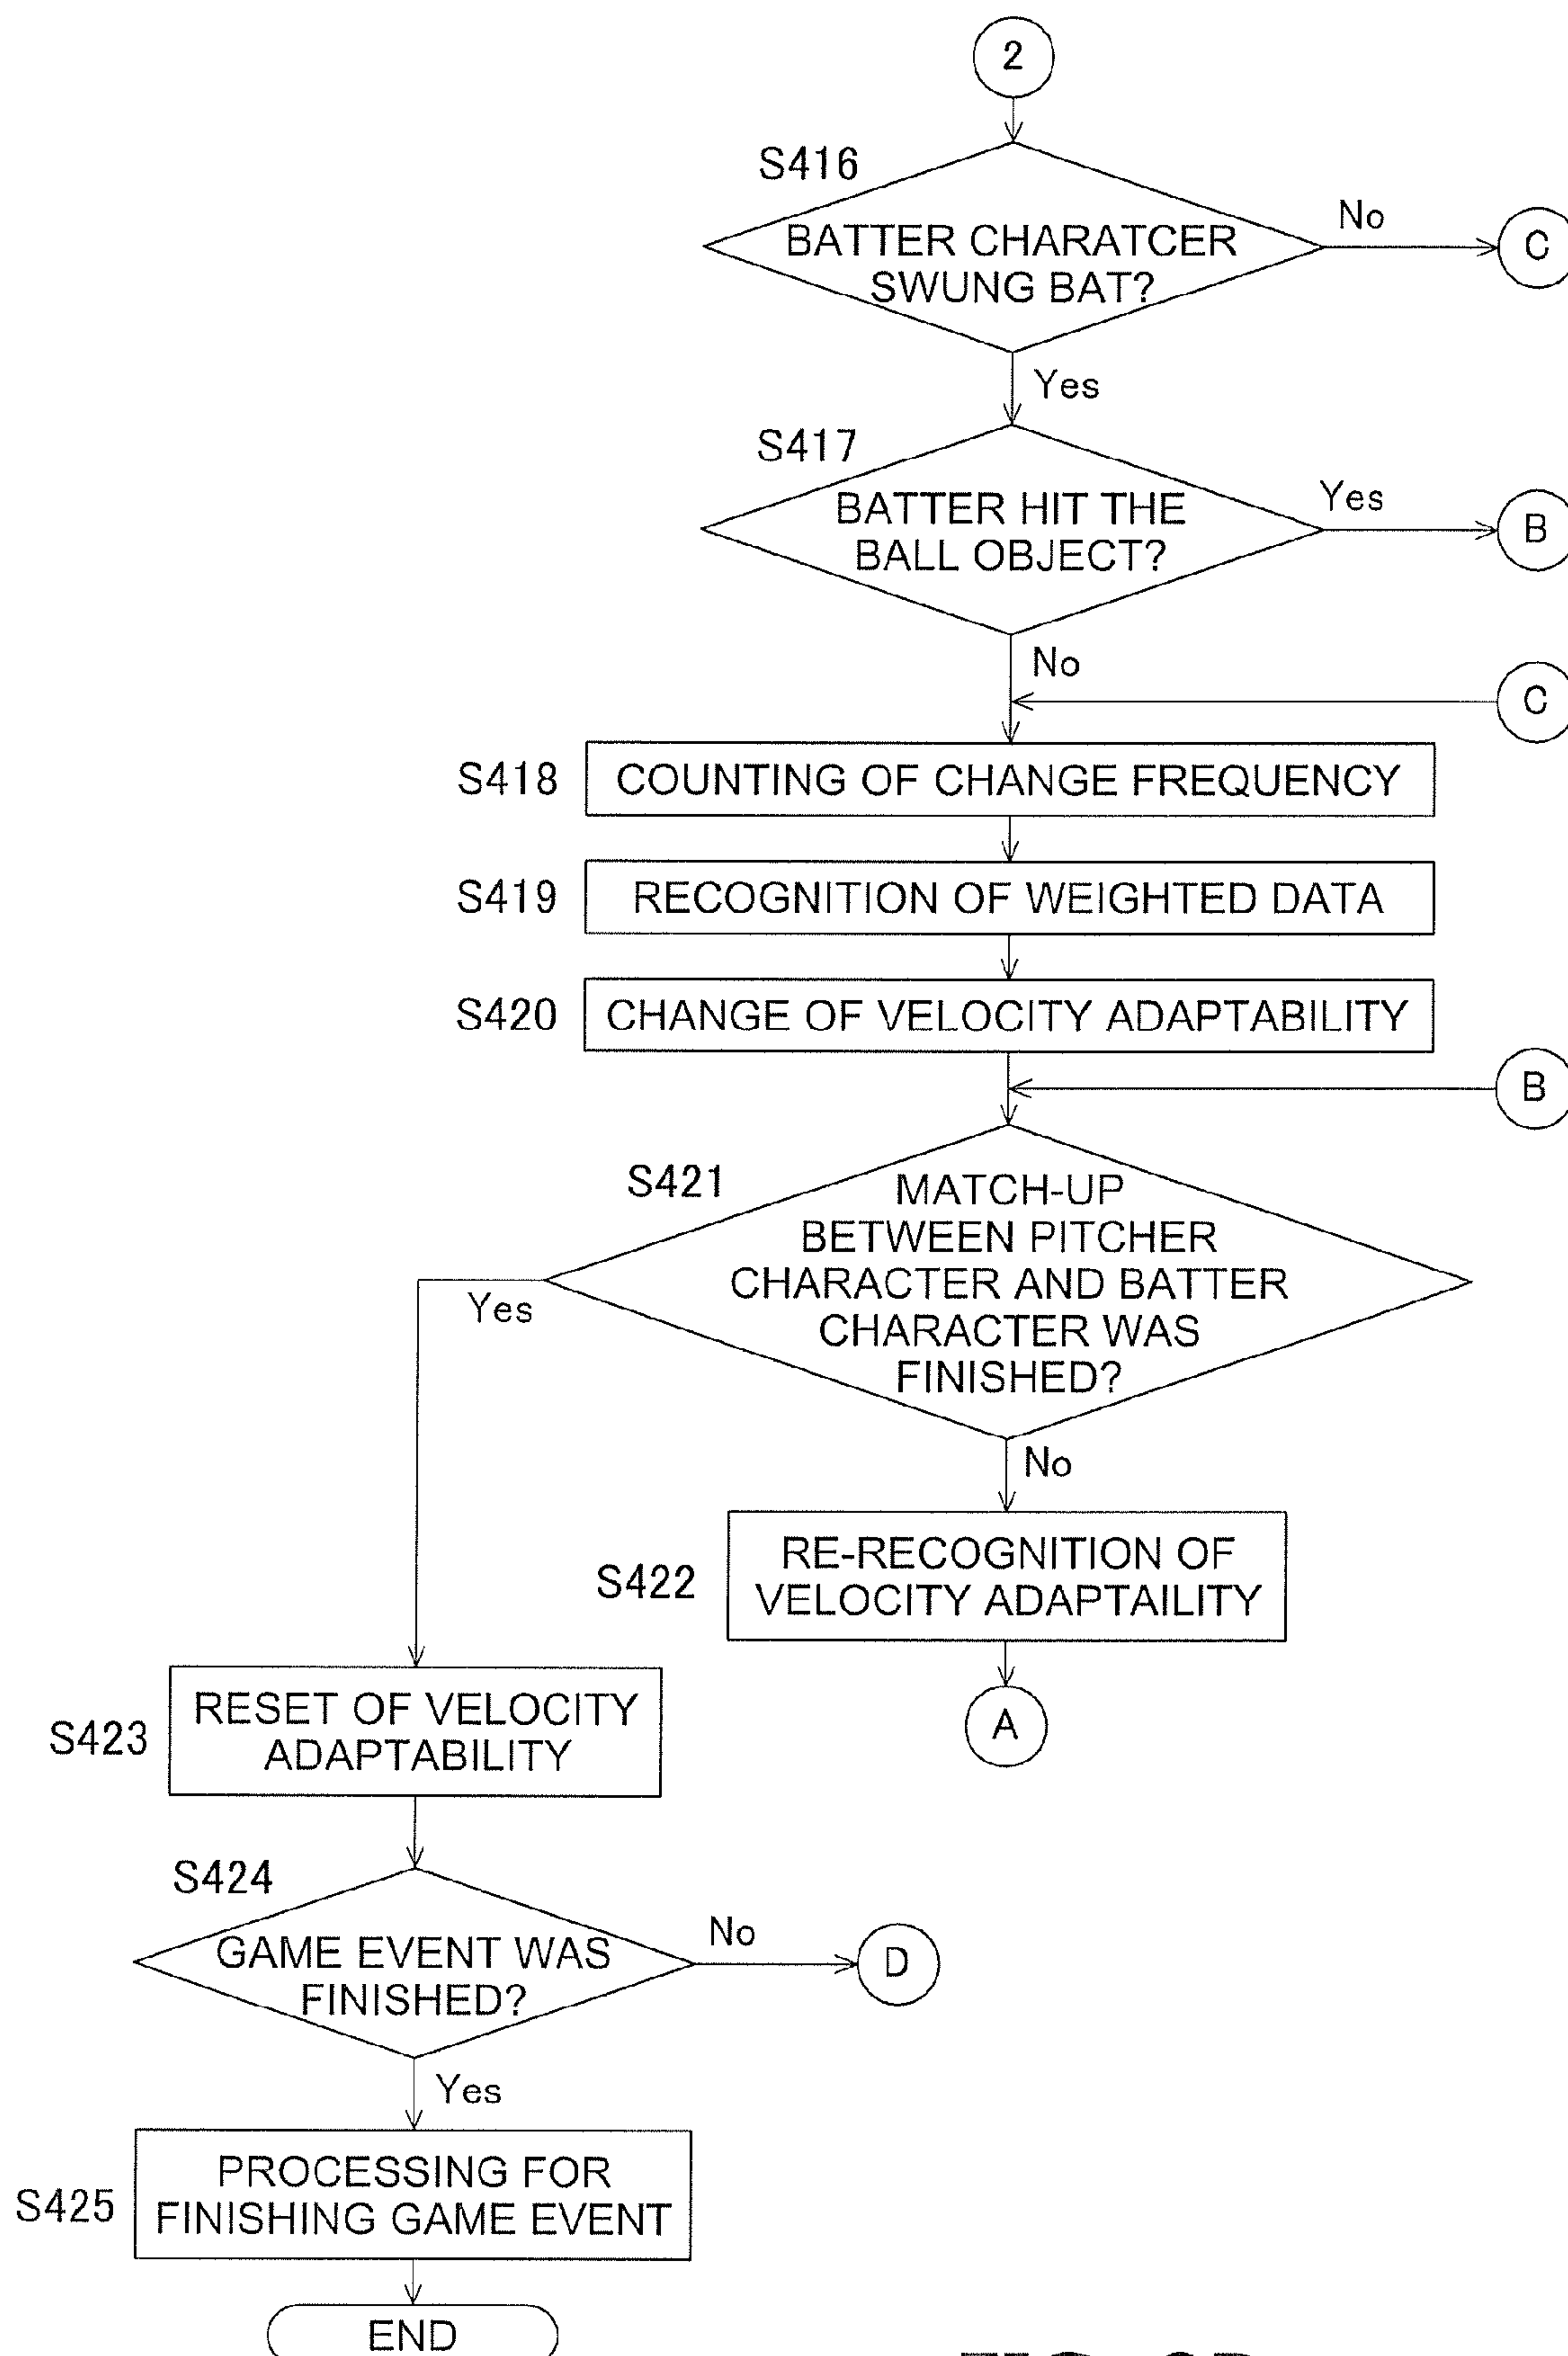 2
S416
BATTER CHARATCER
SWUNG BAT?
No
C
Yes
S417
BATTER HIT THE
BALL OBJECT?
Yes
B
No
C
S418
COUNTING OF CHANGE FREQUENCY
S419
RECOGNITION OF WEIGHTED DATA
S420
CHANGE OF VELOCITY ADAPTABILITY
B
S421
MATCH-UP
BETWEEN PITCHER
CHARACTER AND BATTER
CHARACTER WAS
FINISHED?
Yes
No
S422
RE-RECOGNITION OF
VELOCITY ADAPTAILITY
A
S423
RESET OF VELOCITY
ADAPTABILITY
S424
GAME EVENT WAS
FINISHED?
No
D
Yes
S425
PROCESSING FOR
FINISHING GAME EVENT
END